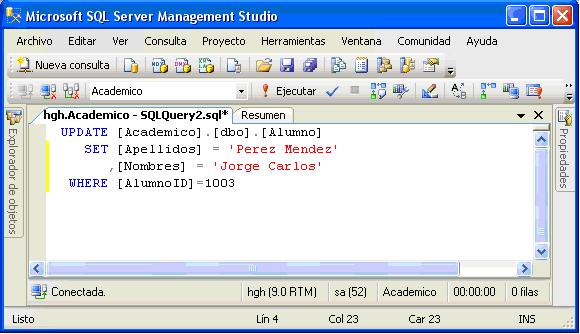 Microsoft SQL Server Management Studio
Archivo Editar Ver Consulta Proyecto Herramientas Ventana Comunidad Ayuda
Nueva consulta
Academico Ejecutar
hgh.Academico - SQLQuery2.sql* Resumen
Explorador de objetos
UPDATE [Academico].[dbo].[Alumno]
SET [Apellidos] = 'Perez Mendez'
,[Nombres] = 'Jorge Carlos'
WHERE [AlumnoID]=1003
Propiedades
Conectada. hgh (9.0 RTM) sa (52) Academico 00:00:00 0 filas
Listo Lín 4 Col 23 Car 23 INS